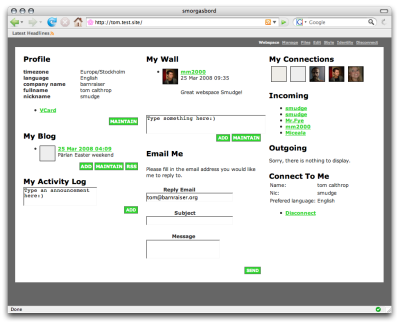 smorgasbord
http://tom.test.site/
Google
Latest Headlines
Webspace Manage Files Edit Style Identity Disconnect
Profile
timezone Europe/Stockholm
language English
company name barnraiser
fullname tom calthrop
nickname smudge
VCard
MAINTAIN
My Blog
25 Mar 2008 04:09
Färlan Easter weekend
ADD MAINTAIN RSS
My Activity Log
Type an announcement
here:)
ADD
My Wall
mm2000
25 Mar 2008 09:35
Great webspace Smudge!
Type something here:)
ADD MAINTAIN
Email Me
Please fill in the email address you would like
me to reply to.
Reply Email
tom@barnraiser.org
Subject
Message
SEND
My Connections
Incoming
smudge
smudge
Mr.Pye
mm2000
Outgoing
Sorry, there is nothing to display.
Connect To Me
Name: tom calthrop
Nic: smudge
Prefered language: English
Disconnect
Done